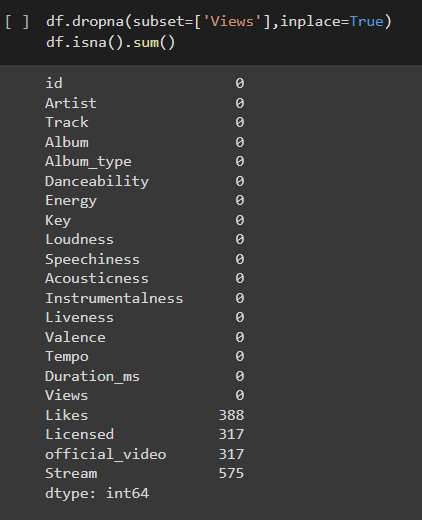 [ ] df.dropna(subset=['Views'],inplace=True)
df.isna().sum()
id 0
Artist 0
Track 0
Album 0
Album_type 0
Danceability 0
Energy 0
Key 0
Loudness 0
Speechiness 0
Acousticness 0
Instrumentalness 0
Liveness 0
Valence 0
Tempo 0
Duration_ms 0
Views 0
Likes 388
Licensed 317
official_video 317
Stream 575
dtype: int64